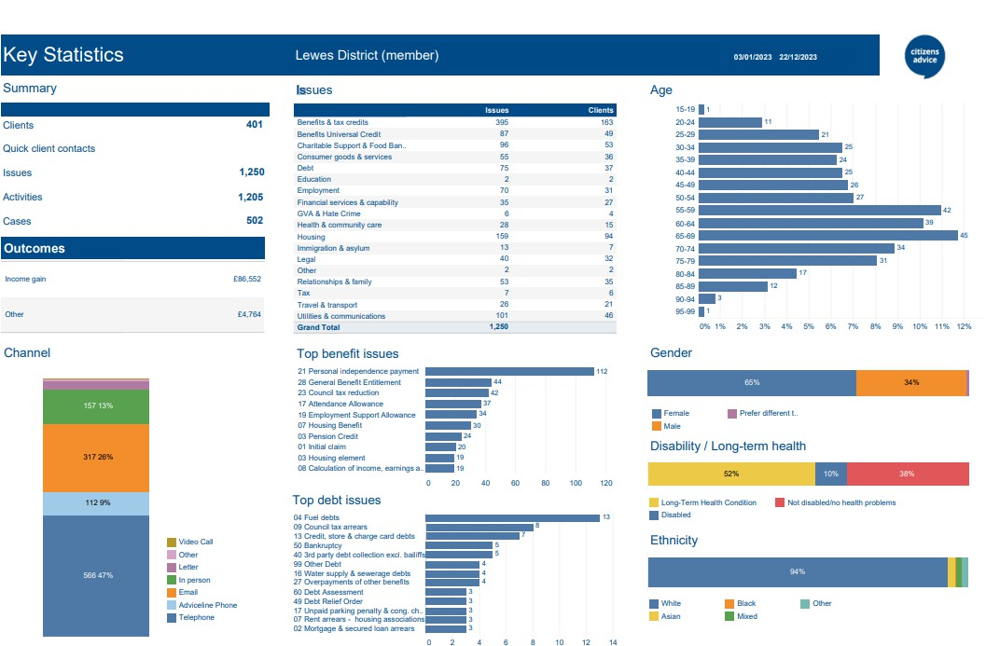 Key Statistics
Lewes District (member)
03/01/2023 22/12/2023
citizens
advice
Summary
Clients 401
Quick client contacts
Issues 1,250
Activities 1,205
Cases 502
Outcomes
Income gain £86,552
Other £4,764
Issues
Issues Clients
Benefits & tax credits 395 163
Benefits Universal Credit 87 49
Charitable Support & Food Ban.. 96 53
Consumer goods & services 55 36
Debt 75 37
Education 2 2
Employment 70 31
Financial services & capability 35 27
GVA & Hate Crime 6 4
Health & community care 28 15
Housing 159 94
Immigration & asylum 13 7
Legal 40 32
Other 2 2
Relationships & family 53 35
Tax 7 6
Travel & transport 26 21
Utilities & communications 101 46
Grand Total 1,250
Age
15-19 1
20-24 11
25-29 21
30-34 25
35-39 24
40-44 25
45-49 26
50-54 27
55-59 42
60-64 39
65-69 45
70-74 34
75-79 31
80-84 17
85-89 12
90-94 3
95-99 1
0% 1% 2% 3% 4% 5% 6% 7% 8% 9% 10% 11% 12%
Channel
157 13%
317 26%
112 9%
566 47%
Video Call
Other
Letter
In person
Email
Adviceline Phone
Telephone
Top benefit issues
21 Personal independence payment 112
28 General Benefit Entitlement 44
23 Council tax reduction 42
17 Attendance Allowance 37
19 Employment Support Allowance 34
07 Housing Benefit 30
03 Pension Credit 24
01 Initial claim 20
03 Housing element 19
08 Calculation of income, earnings a.. 19
0 20 40 60 80 100 120
Top debt issues
04 Fuel debts 13
09 Council tax arrears 8
13 Credit, store & charge card debts 7
50 Bankruptcy 5
40 3rd party debt collection excl. bailiffs 5
99 Other Debt 4
16 Water supply & sewerage debts 4
27 Overpayments of other benefits 4
60 Debt Assessment 3
49 Debt Relief Order 3
17 Unpaid parking penalty & cong. ch.. 3
07 Rent arrears - housing associations 3
02 Mortgage & secured loan arrears 3
0 2 4 6 8 10 12 14
Gender
65% 34%
Female Prefer different t..
Male
Disability / Long-term health
52% 10% 38%
Long-Term Health Condition Not disabled/no health problems
Disabled
Ethnicity
94%
White Black Other
Asian Mixed